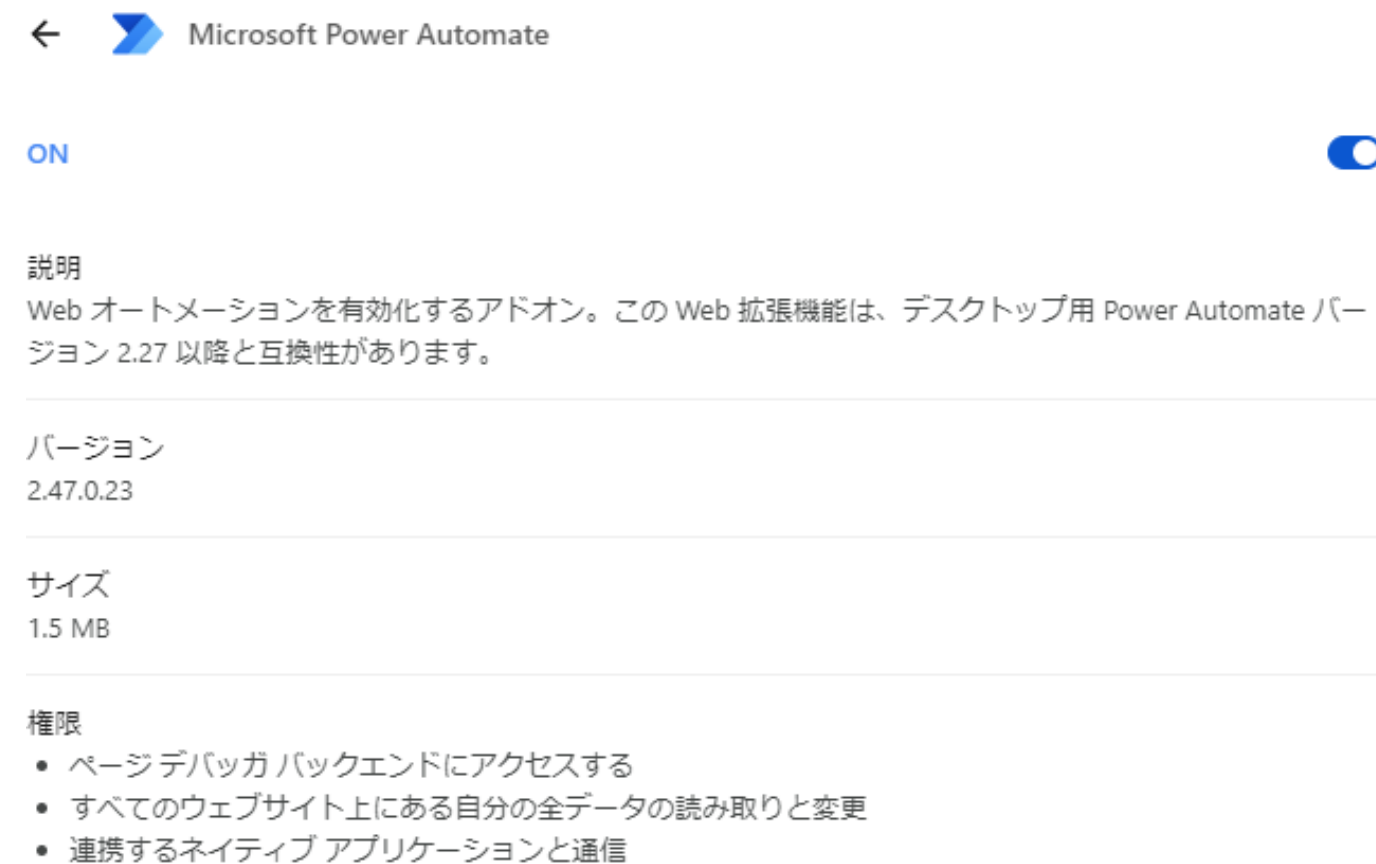 Microsoft Power Automate
ON
説明
Web オートメーションを有効化するアドオン。この Web 拡張機能は、デスクトップ用 Power Automate バー
ジョン 2.27 以降と互換性があります。
バージョン
2.47.0.23
サイズ
1.5 MB
権限
• ページ デバッガ バックエンドにアクセスする
• すべてのウェブサイト上にある自分の全データの読み取りと変更
• 連携するネイティブ アプリケーションと通信